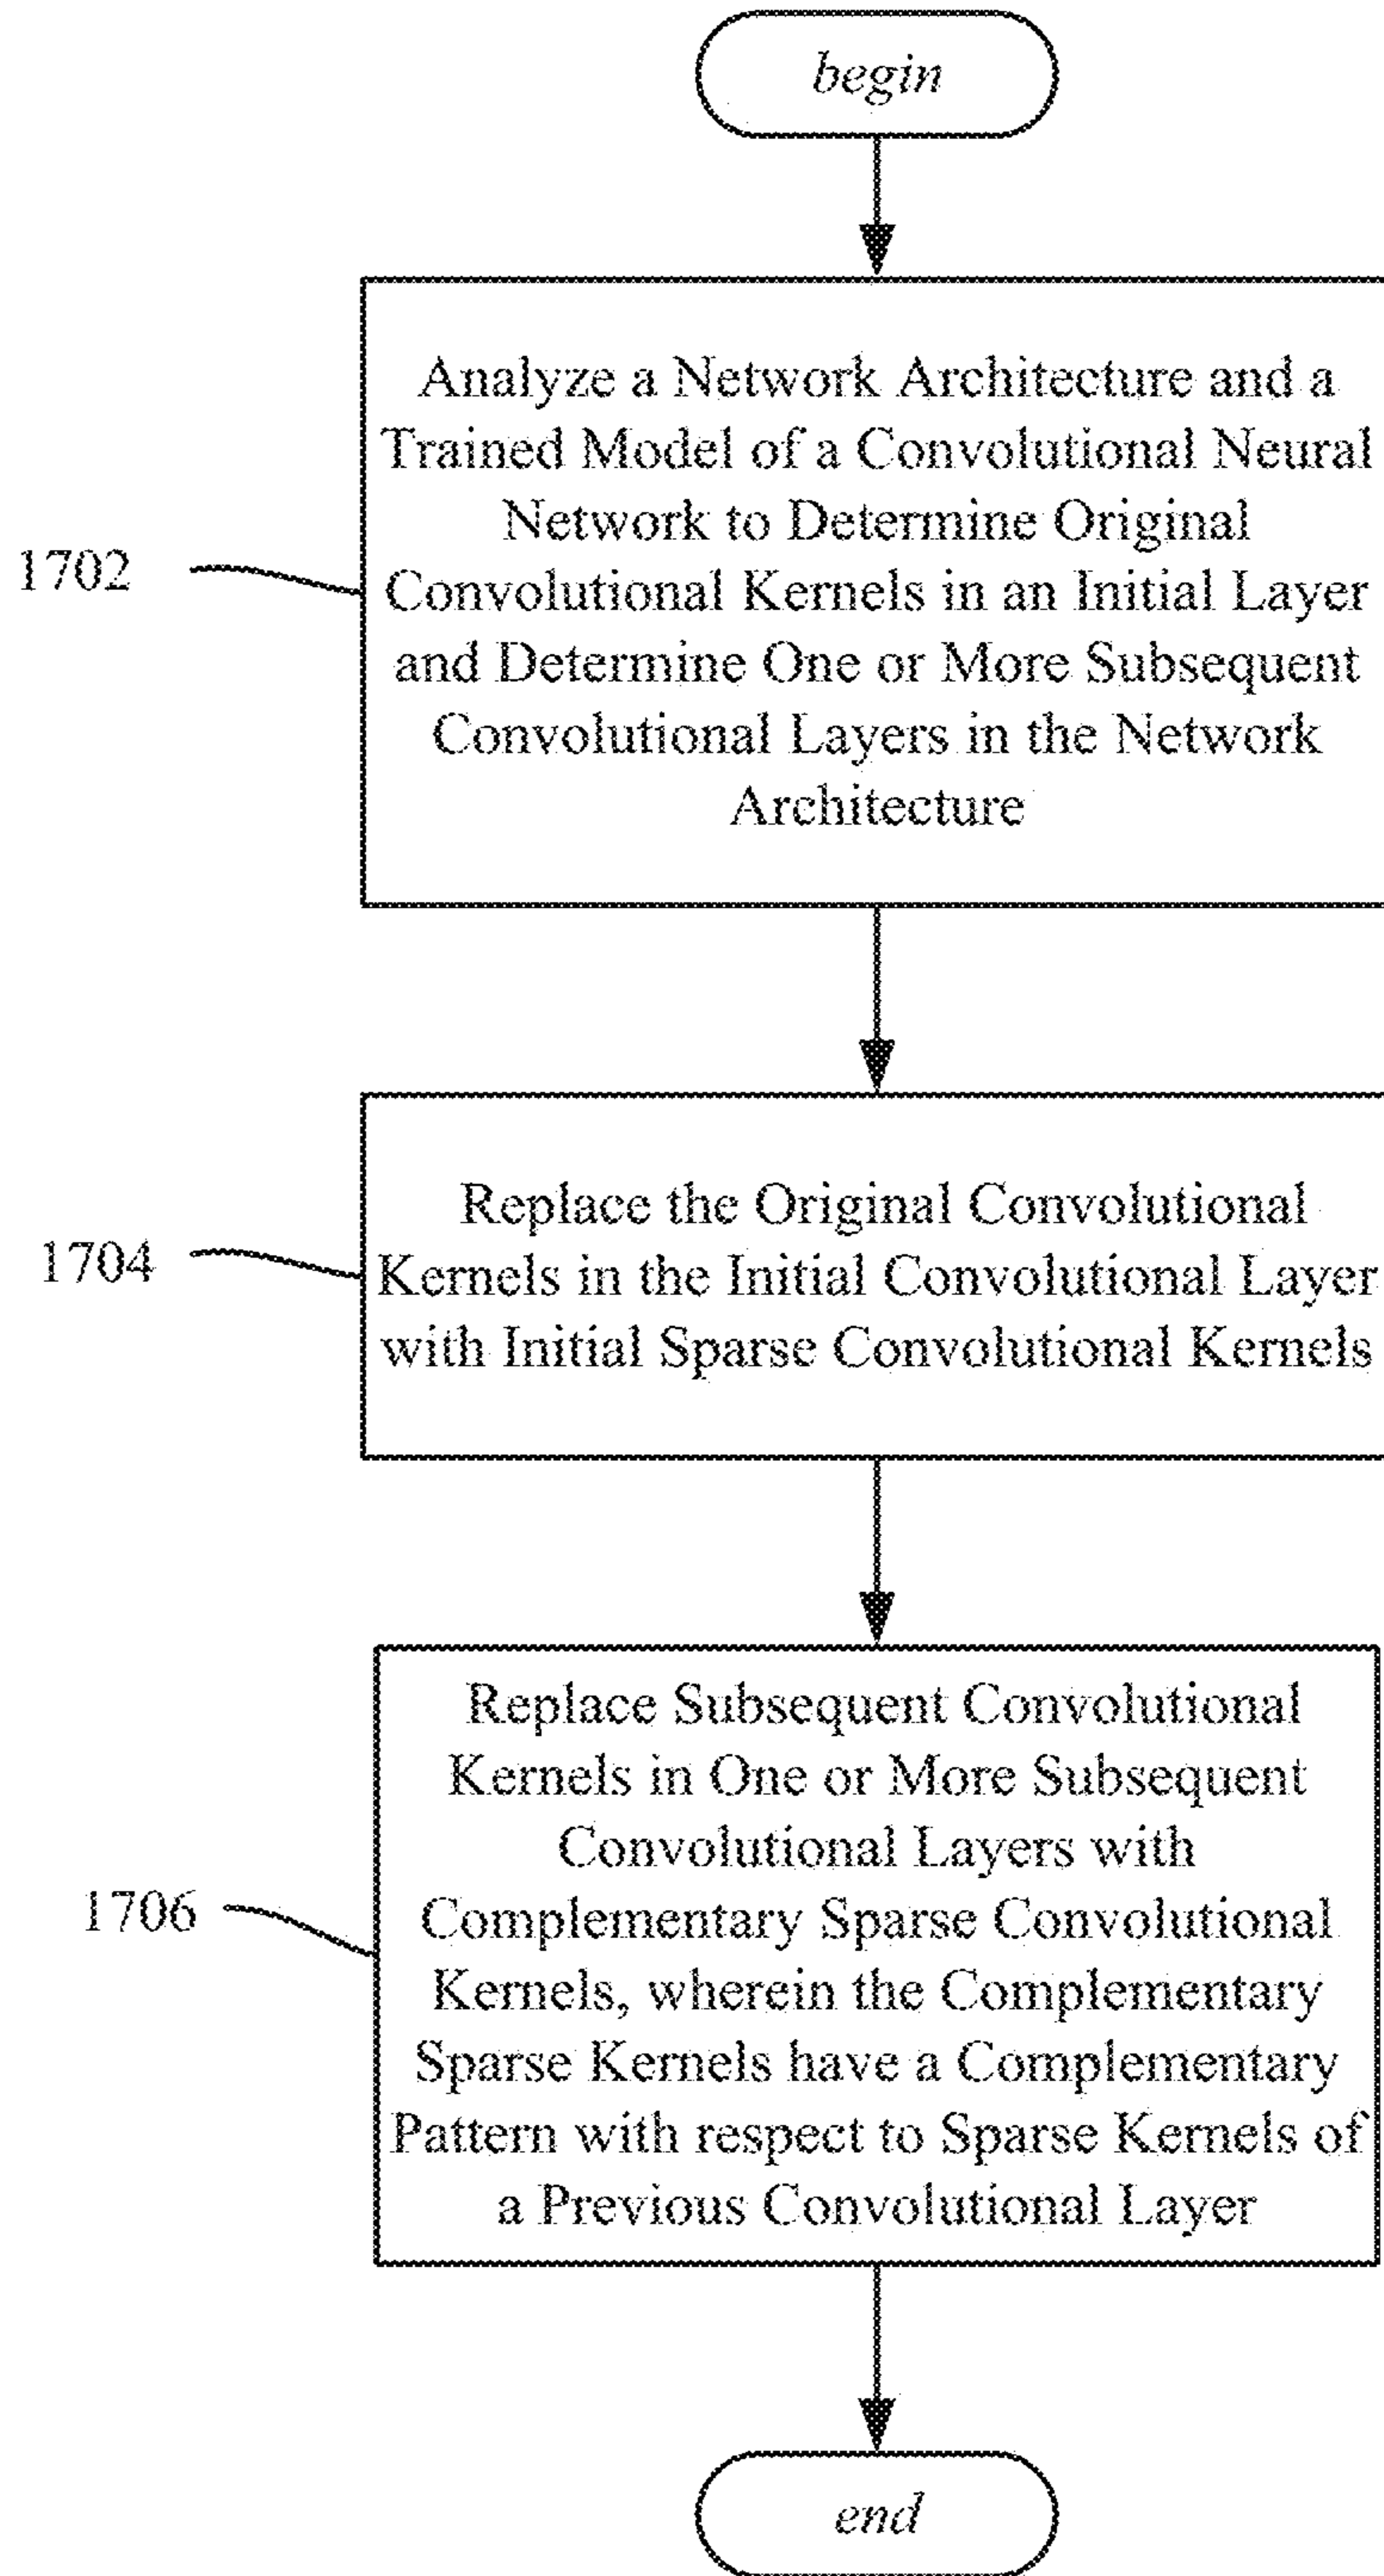 begin
Analyze a Network Architecture and a
Trained Model of a Convolutional Neural
Network to Determine Original
1702
Convolutional Kernels in an Initial Layer
and Determine One or More Subsequent
Convolutional Layers in the Network
Architecture
Replace the Original Convolutional
1704
Kernels in the Initial Convolutional Layer
with Initial Sparse Convolutional Kernels
Replace Subsequent Convolutional
Kernels in One or More Subsequent
Convolutional Layers with
1706
Complementary Sparse Convolutional
Kernels, wherein the Complementary
Sparse Kernels have a Complementary
Pattern with respect to Sparse Kernels of
a Previous Convolutional Layer
end